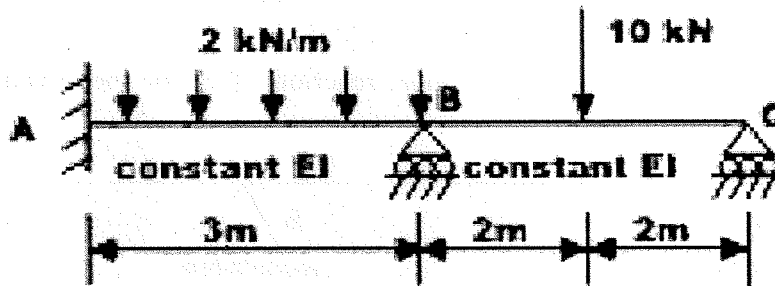 2 kN/m 10 kN
A B C
constant EI constant EI
3m 2m 2m